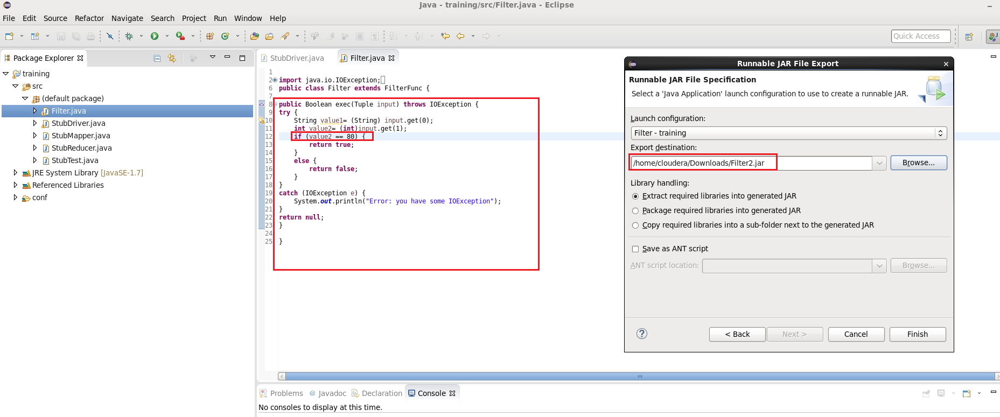 Java - training/src/Filter.java - Eclipse
File Edit Source Refactor Navigate Search Project Run Window Help
Quick Access
Package Explorer
training
src
(default package)
Filter.java
StubDriver.java
StubMapper.java
StubReducer.java
StubTest.java
JRE System Library [JavaSE-1.7]
Referenced Libraries
conf
StubDriver.java Filter.java
1
2 import java.io.IOException;
6 public class Filter extends FilterFunc {
7
8 public Boolean exec(Tuple input) throws IOException {
9 try {
10 String value1= (String) input.get(0);
11 int value2= (int)input.get(1);
12 if (value2 == 80) {
13 return true;
14 }
15 else {
16 return false;
17 }
18 }
19 catch (IOException e) {
20 System.out.println("Error: you have some IOException");
21 }
22 return null;
23 }
24
25 }
Runnable JAR File Export
Runnable JAR File Specification
Select a 'Java Application' launch configuration to use to create a runnable JAR.
Launch configuration:
Filter - training
Export destination:
/home/cloudera/Downloads/Filter2.jar Browse...
Library handling:
Extract required libraries into generated JAR
Package required libraries into generated JAR
Copy required libraries into a sub-folder next to the generated JAR
Save as ANT script
ANT script location: Browse...
< Back Next > Cancel Finish
Problems @ Javadoc Declaration Console
No consoles to display at this time.